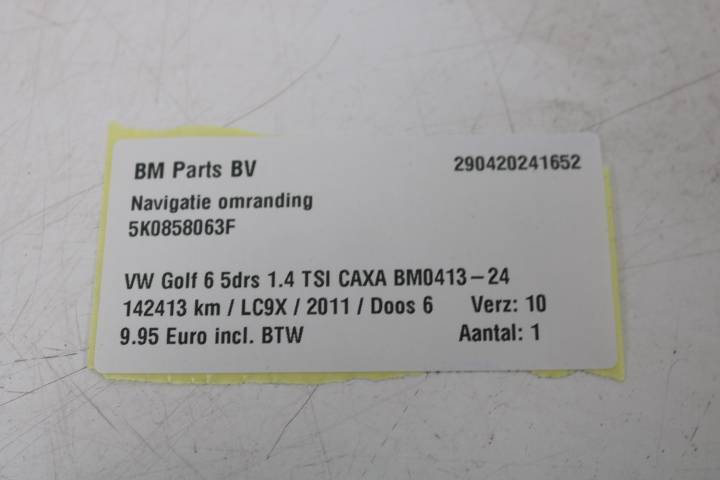 BM Parts BV 290420241652
Navigatie omranding
5K0858063F
VW Golf 6 5drs 1.4 TSI CAXA BM0413-24
142413 km / LC9X / 2011 / Doos 6 Verz: 10
9.95 Euro incl. BTW Aantal: 1